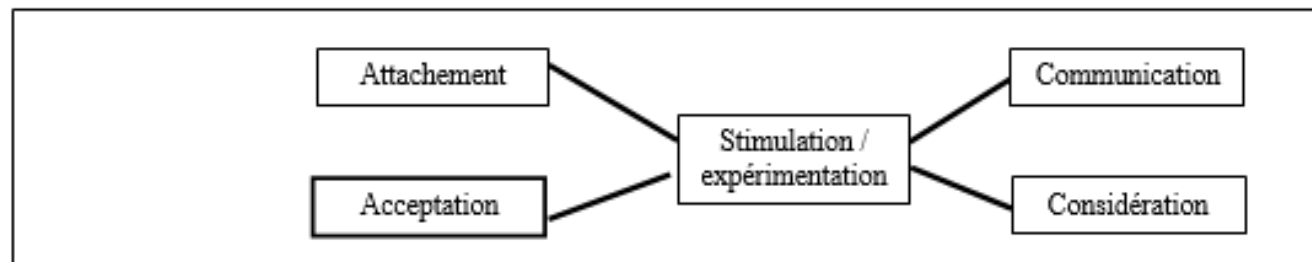 Attachement
Communication
Stimulation /
expérimentation
Acceptation
Considération